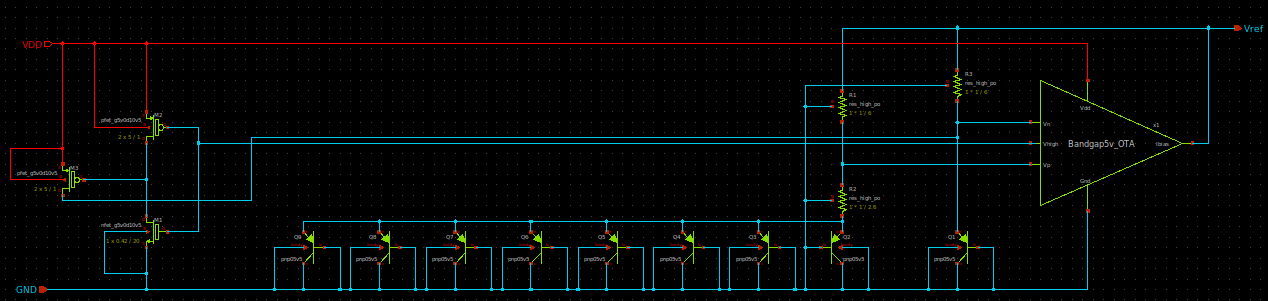 Vref
VDD
R3
res_high_po
1 * 1 / 6
R1
res_high_po
1 * 1 / 6
Vdd
M2
pfet_g5v0d10v5
2 x 5 / 1
Vn
x1
Vhigh
Bandgap5v_OTA
Vbias
Vp
M3
pfet_g5v0d10v5
2 x 5 / 1
Gnd
R2
res_high_po
1 * 1 / 2.6
M1
nfet_g5v0d10v5
1 x 0.42 / 20
Q9
Q8
Q7
Q6
Q5
Q4
Q3
Q2
Q1
pnp05v5
pnp05v5
pnp05v5
pnp05v5
pnp05v5
pnp05v5
pnp05v5
pnp05v5
pnp05v5
GND